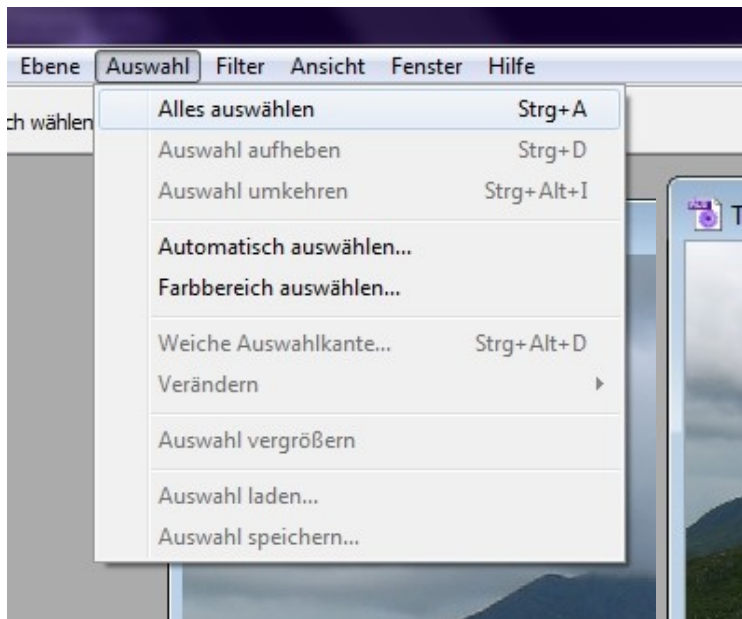 Ebene Auswahl Filter Ansicht Fenster Hilfe
ch wählen
Alles auswählen Strg+A
Auswahl aufheben Strg+D
Auswahl umkehren Strg+Alt+I
Automatisch auswählen...
Farbbereich auswählen...
Weiche Auswahlkante... Strg+Alt+D
Verändern
Auswahl vergrößern
Auswahl laden...
Auswahl speichern...